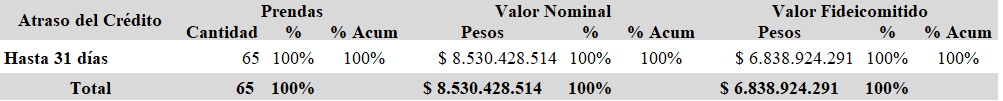 Atraso del Crédito Prendas Valor Nominal Valor Fideicomitido
Cantidad % % Acum Pesos % % Acum Pesos % % Acum
Hasta 31 días 65 100% 100% $ 8.530.428.514 100% 100% $ 6.838.924.291 100% 100%
Total 65 100% $ 8.530.428.514 100% $ 6.838.924.291 100%